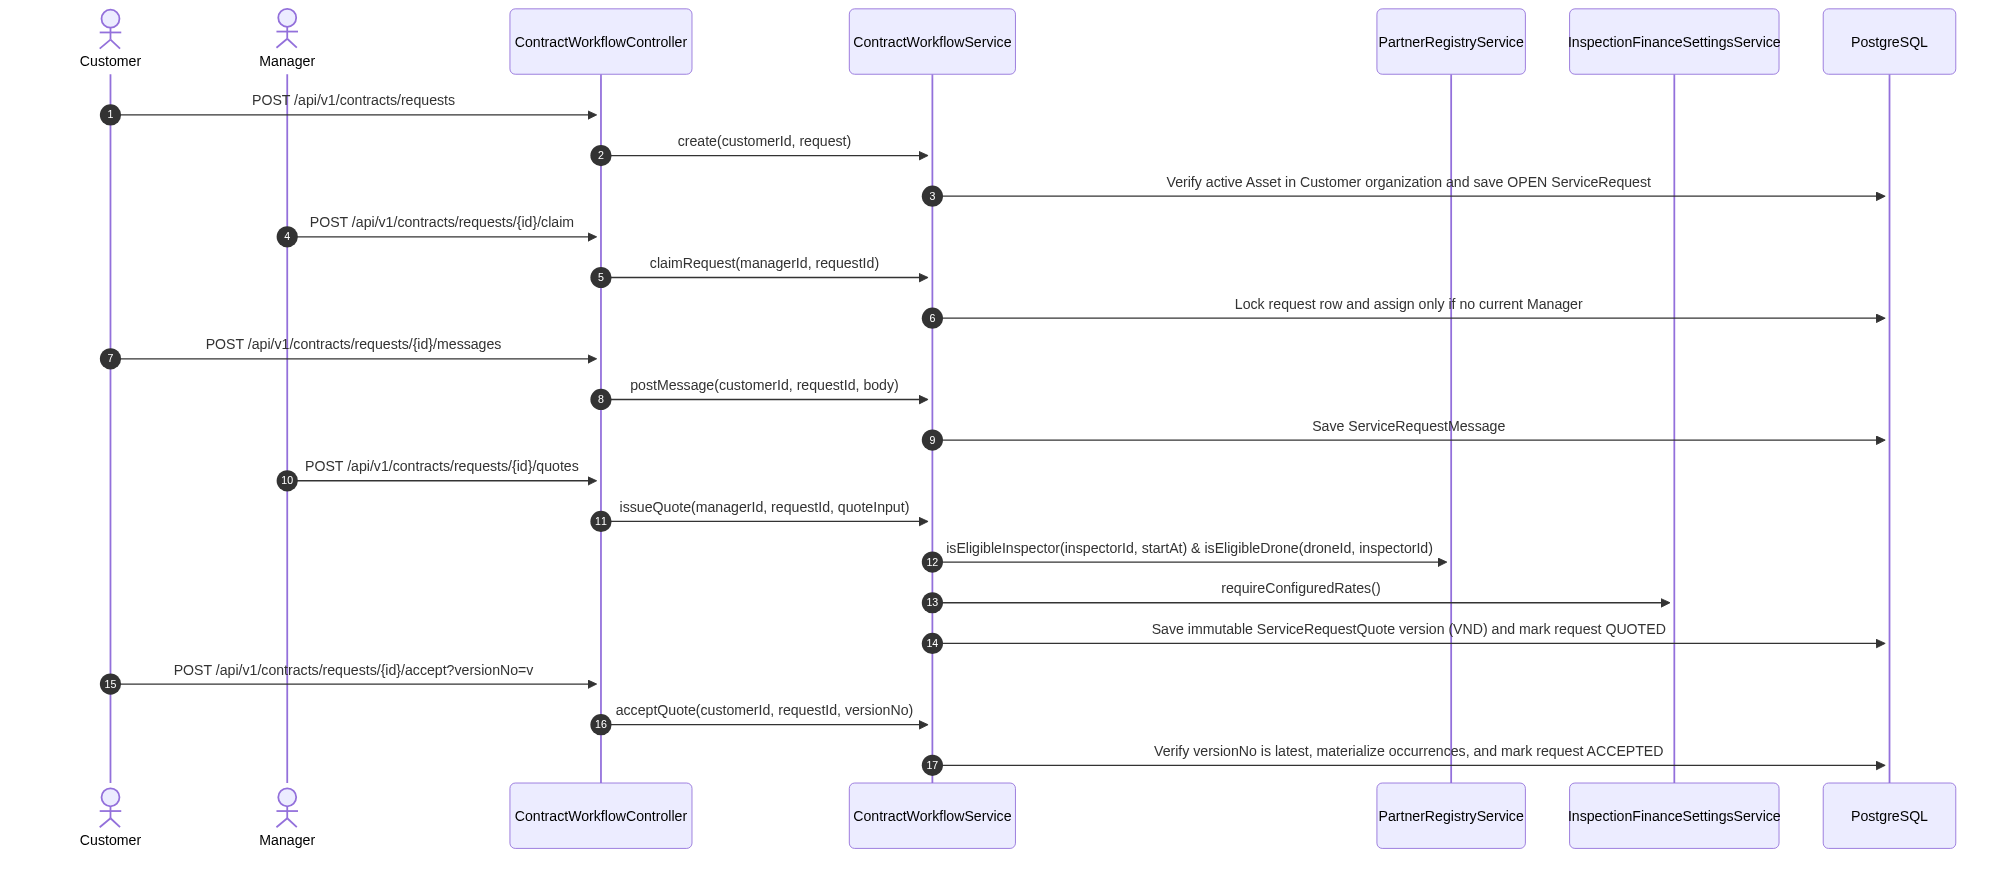 Customer
Manager
ContractWorkflowController
ContractWorkflowService
PartnerRegistryService
InspectionFinanceSettingsService
PostgreSQL
POST /api/v1/contracts/requests
1
create(customerId, request)
2
Verify active Asset in Customer organization and save OPEN ServiceRequest
3
POST /api/v1/contracts/requests/{id}/claim
4
claimRequest(managerId, requestId)
5
Lock request row and assign only if no current Manager
6
POST /api/v1/contracts/requests/{id}/messages
7
postMessage(customerId, requestId, body)
8
Save ServiceRequestMessage
9
POST /api/v1/contracts/requests/{id}/quotes
10
issueQuote(managerId, requestId, quoteInput)
11
isEligibleInspector(inspectorId, startAt) & isEligibleDrone(droneId, inspectorId)
12
requireConfiguredRates()
13
Save immutable ServiceRequestQuote version (VND) and mark request QUOTED
14
POST /api/v1/contracts/requests/{id}/accept?versionNo=v
15
acceptQuote(customerId, requestId, versionNo)
16
Verify versionNo is latest, materialize occurrences, and mark request ACCEPTED
17
Customer
Manager
ContractWorkflowController
ContractWorkflowService
PartnerRegistryService
InspectionFinanceSettingsService
PostgreSQL